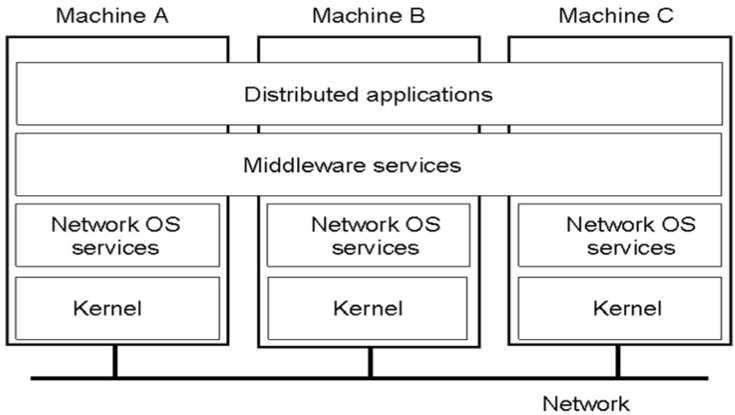 Machine A
Machine B
Machine C
Distributed applications
Middleware services
Network OS
services
Network OS
services
Network OS
services
Kernel
Kernel
Kernel
Network